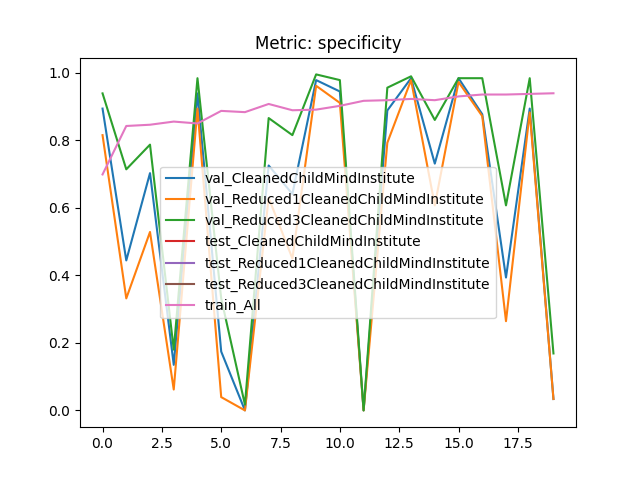 Metric: specificity
1.0
0.8
0.6
0.4
0.2
0.0
val_CleanedChildMindInstitute
val_Reduced1CleanedChildMindInstitute
val_Reduced3CleanedChildMindInstitute
test_CleanedChildMindInstitute
test_Reduced1CleanedChildMindInstitute
test_Reduced3CleanedChildMindInstitute
train_All
0.0 2.5 5.0 7.5 10.0 12.5 15.0 17.5